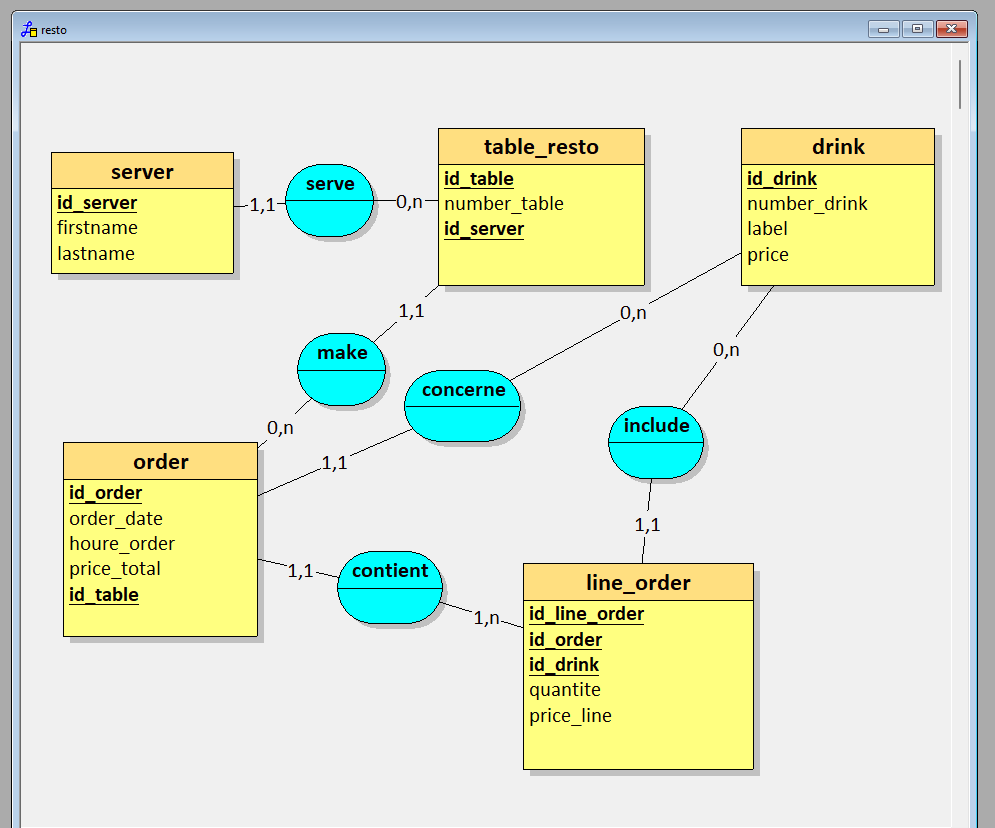 resto
server
id_server
firstname
lastname
1,1
serve
0,n
table_resto
id_table
number_table
id_server
drink
id_drink
number_drink
label
price
1,1
make
0,n
0,n
concerne
1,1
0,n
include
1,1
order
id_order
order_date
houre_order
price_total
id_table
1,1
contient
1,n
line_order
id_line_order
id_order
id_drink
quantite
price_line